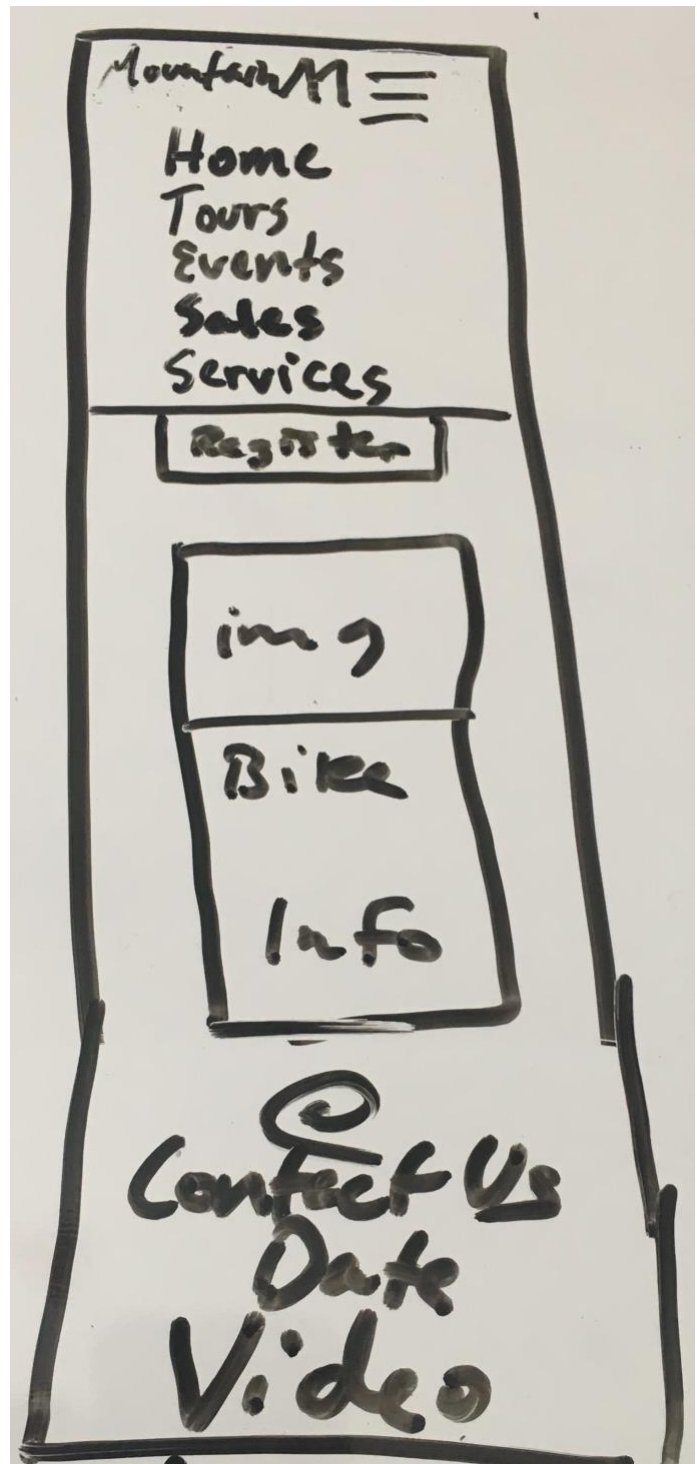 Mountain M
Home
Tours
Events
Sales
Services
Register
img
Bike
Info
©
Contact Us
Date
Video